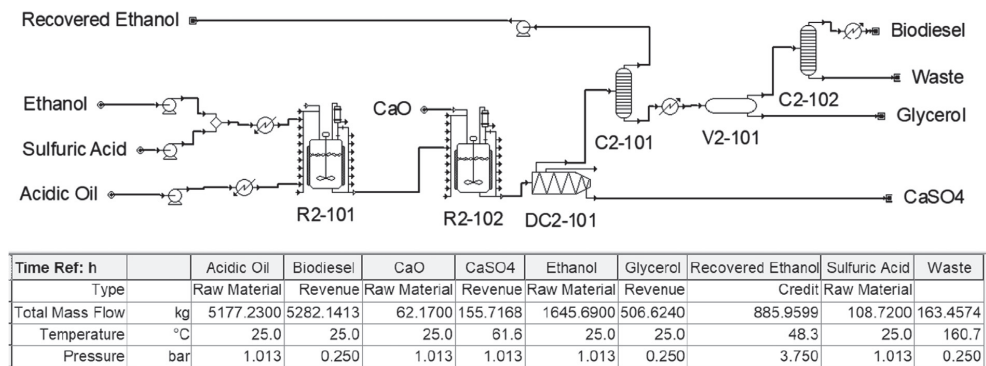 Recovered Ethanol
Biodiesel
Ethanol
CaO
C2-102
Waste
Sulfuric Acid
C2-101
V2-101
Glycerol
Acidic Oil
R2-101
R2-102
DC2-101
CaSO4
Time Ref: h Acidic Oil Biodiesel CaO CaSO4 Ethanol Glycerol Recovered Ethanol Sulfuric Acid Waste
Type Raw Material Revenue Raw Material Revenue Raw Material Revenue Credit Raw Material
Total Mass Flow kg 5177.2300 5282.1413 62.1700 155.7168 1645.6900 506.6240 885.9599 108.7200 163.4574
Temperature °C 25.0 25.0 25.0 61.6 25.0 25.0 48.3 25.0 160.7
Pressure bar 1.013 0.250 1.013 1.013 1.013 0.250 3.750 1.013 0.250